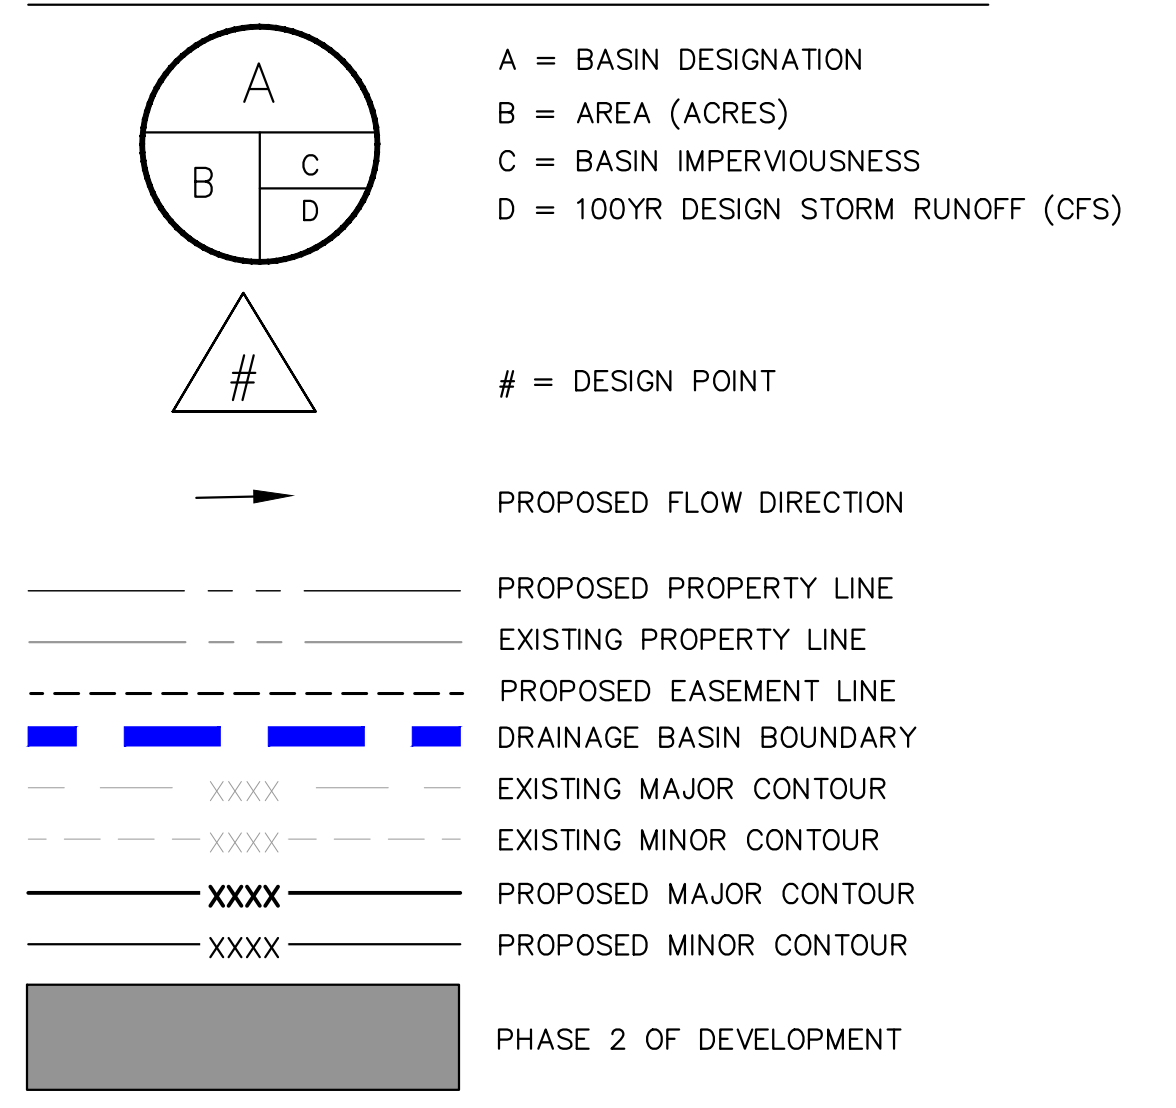 A
B
C
D
A = BASIN DESIGNATION
B = AREA (ACRES)
C = BASIN IMPERVIOUSNESS
D = 100YR DESIGN STORM RUNOFF (CFS)
#
# = DESIGN POINT
PROPOSED FLOW DIRECTION
PROPOSED PROPERTY LINE
EXISTING PROPERTY LINE
PROPOSED EASEMENT LINE
DRAINAGE BASIN BOUNDARY
XXXX EXISTING MAJOR CONTOUR
XXXX EXISTING MINOR CONTOUR
XXXX PROPOSED MAJOR CONTOUR
XXXX PROPOSED MINOR CONTOUR
PHASE 2 OF DEVELOPMENT